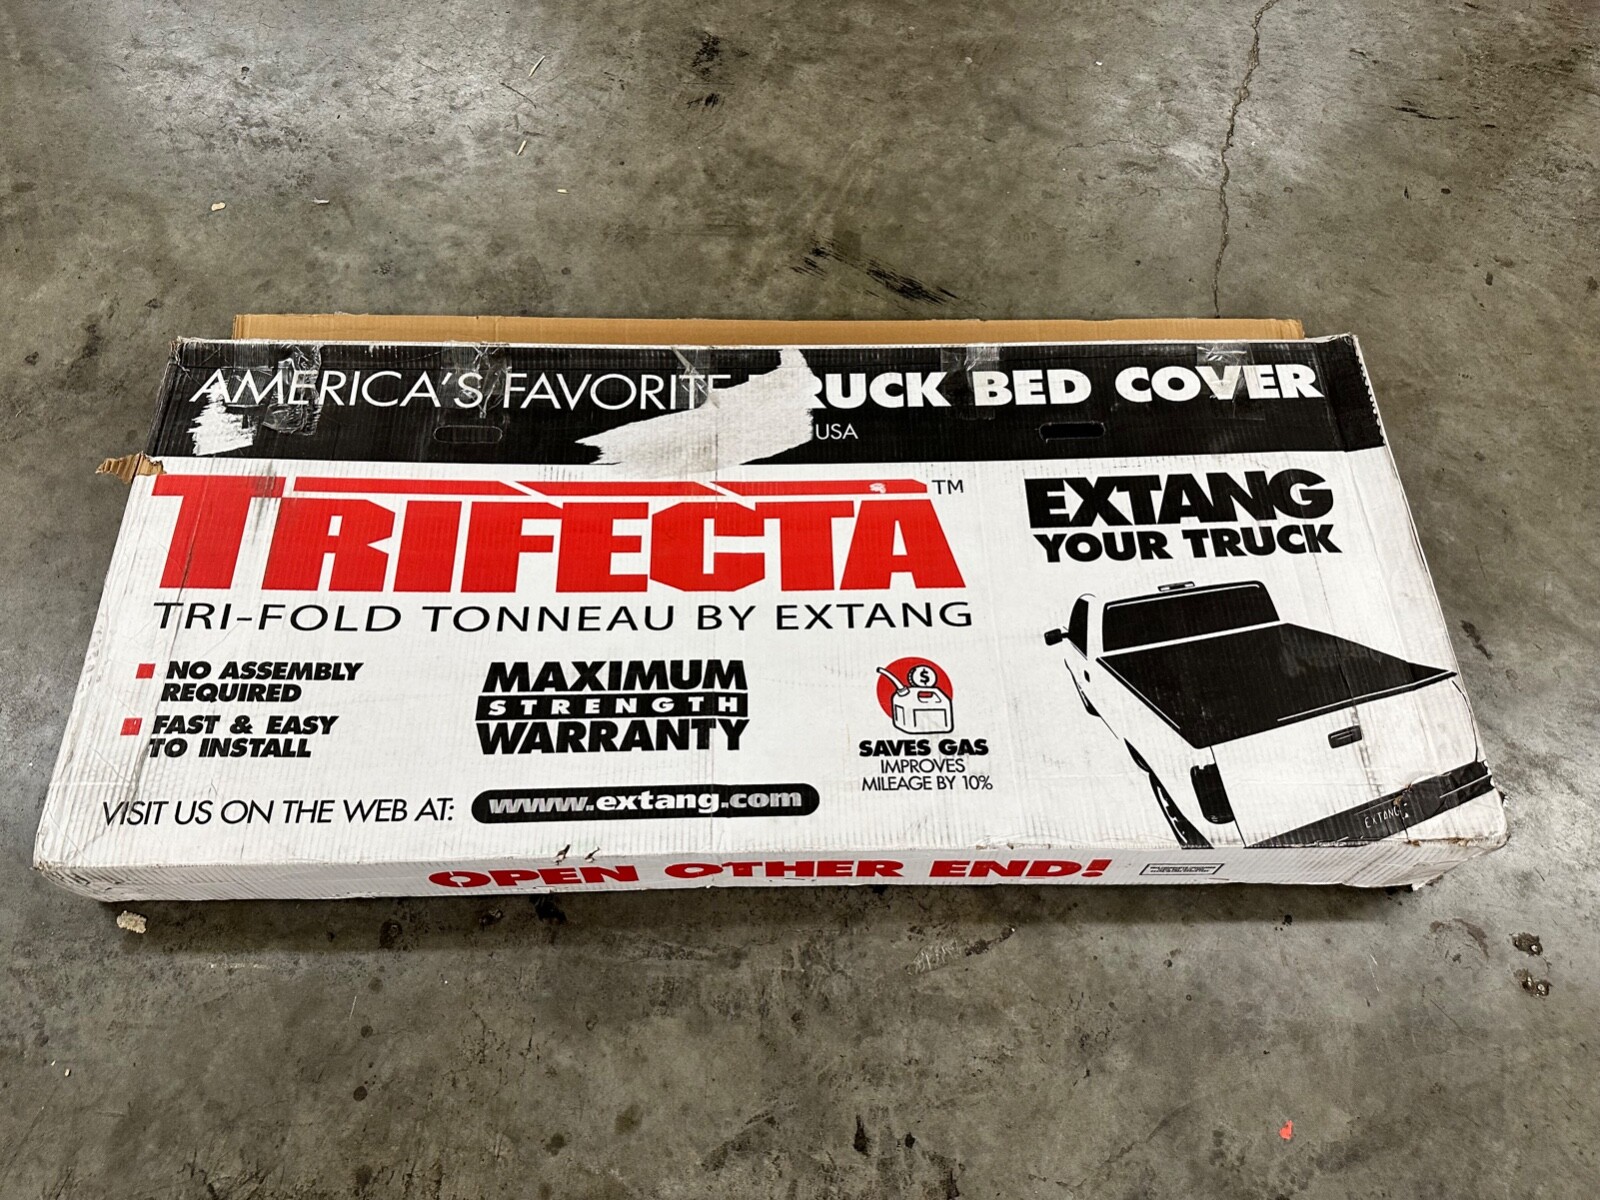 AMERICA'S FAVORITE RUCK BED COVER
USA
TRIFECTA™
TRI-FOLD TONNEAU BY EXTANG
EXTANG
YOUR TRUCK
NO ASSEMBLY
REQUIRED
FAST & EASY
TO INSTALL
MAXIMUM
STRENGTH
WARRANTY
$
SAVES GAS
IMPROVES
MILEAGE BY 10%
VISIT US ON THE WEB AT: www.extang.com
EXTANG
OPEN OTHER END!